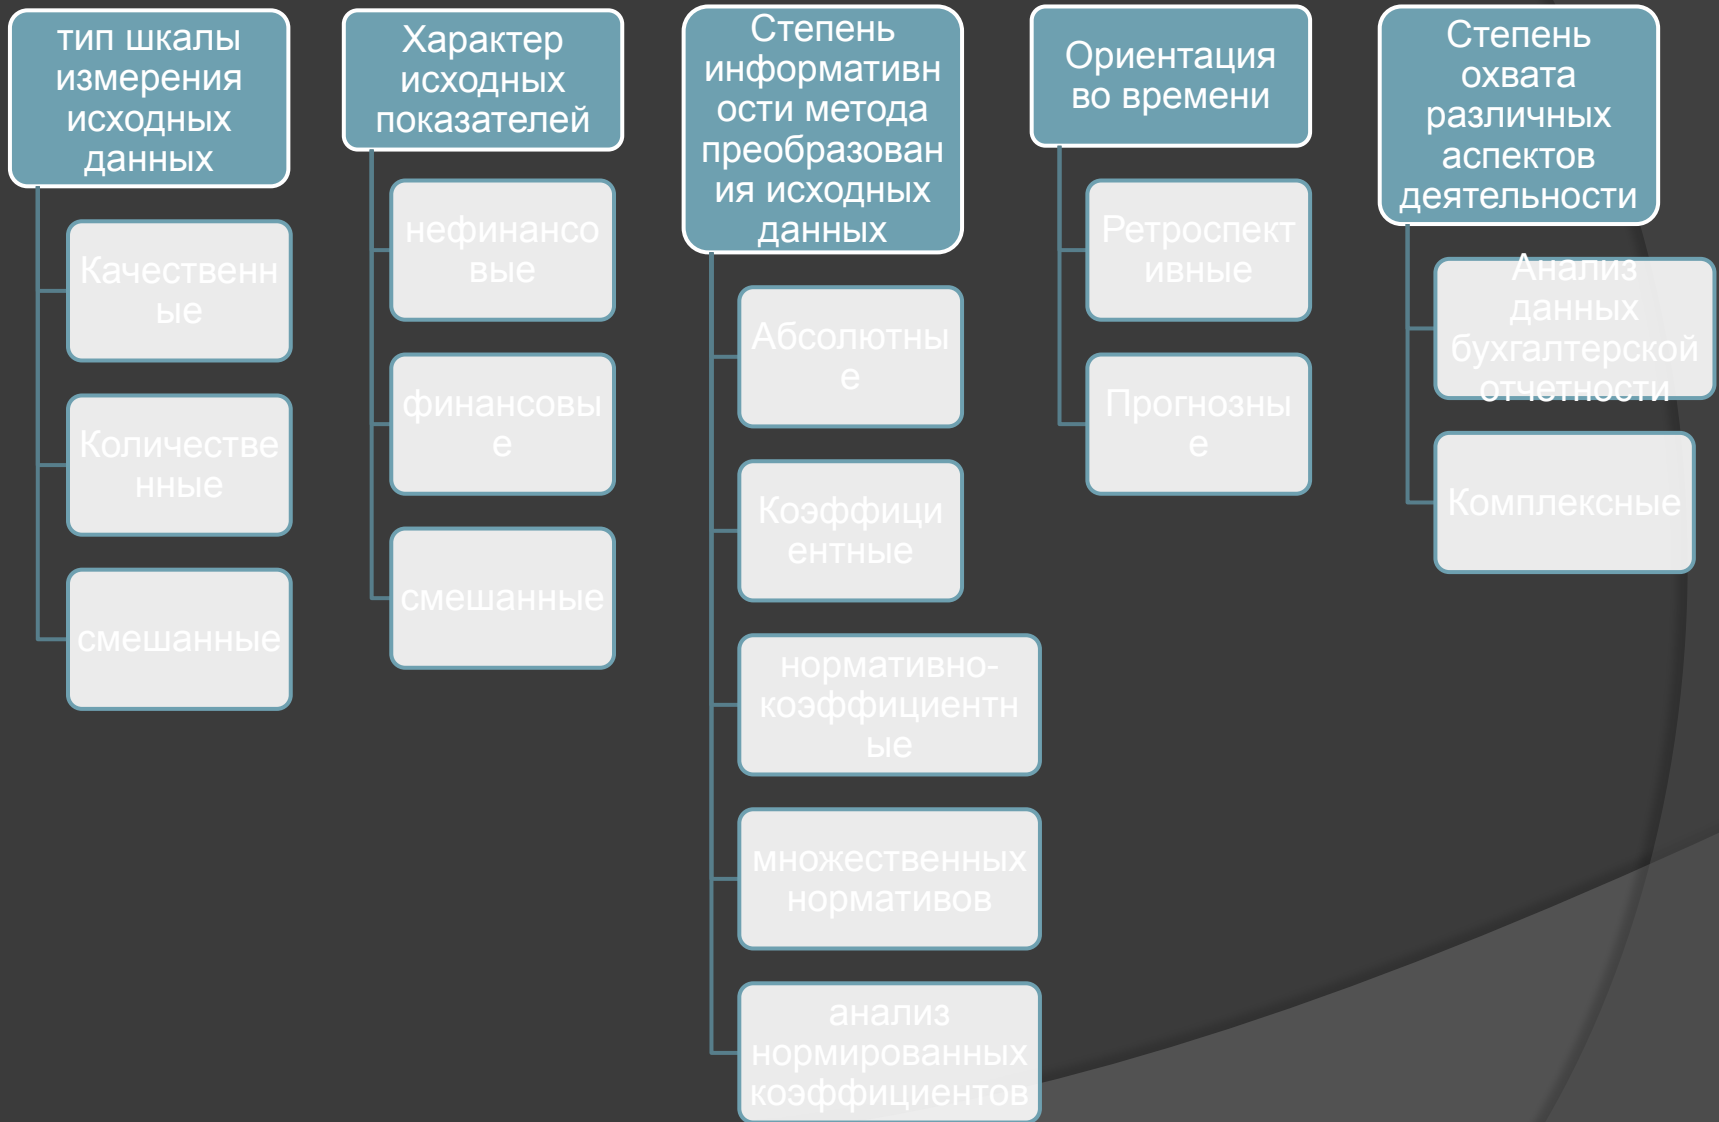 тип шкалы
измерения
исходных
данных
Качественн
ые
Количестве
нные
смешанные
Характер
исходных
показателей
нефинансо
вые
финансовы
е
смешанные
Степень
информативн
ости метода
преобразован
ия исходных
данных
Абсолютны
е
Коэффици
ентные
нормативно-
коэффициентн
ые
множественных
нормативов
анализ
нормированных
коэффициентов
Ориентация
во времени
Ретроспект
ивные
Прогнозны
е
Степень
охвата
различных
аспектов
деятельности
Анализ
данных
бухгалтерской
отчетности
Комплексные